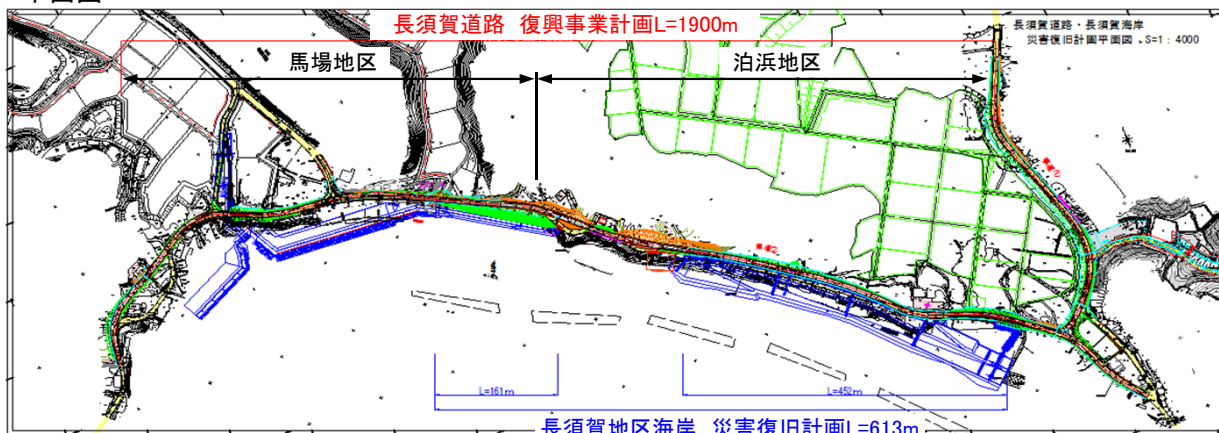 長須賀道路 復興事業計画L=1900m
長須賀道路・長須賀海岸
災害復旧計画平面図 S=1：4000
馬場地区
泊浜地区
L=161m
L=452m
長須賀地区海岸 災害復旧計画L=613m